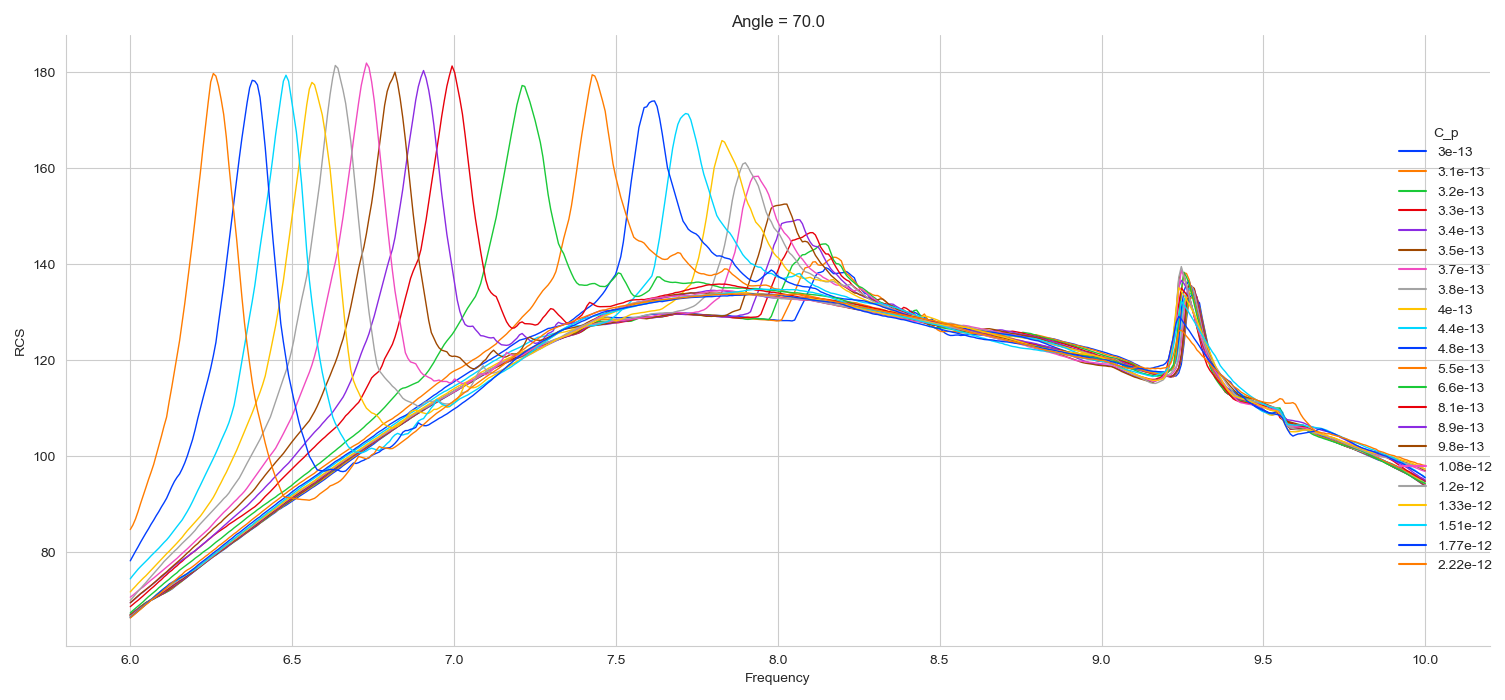 Angle = 70.0
RCS
180
160
140
120
100
80
6.0
6.5
7.0
7.5
8.0
8.5
9.0
9.5
10.0
Frequency
C_p
3e-13
3.1e-13
3.2e-13
3.3e-13
3.4e-13
3.5e-13
3.7e-13
3.8e-13
4e-13
4.4e-13
4.8e-13
5.5e-13
6.6e-13
8.1e-13
8.9e-13
9.8e-13
1.08e-12
1.2e-12
1.33e-12
1.51e-12
1.77e-12
2.22e-12